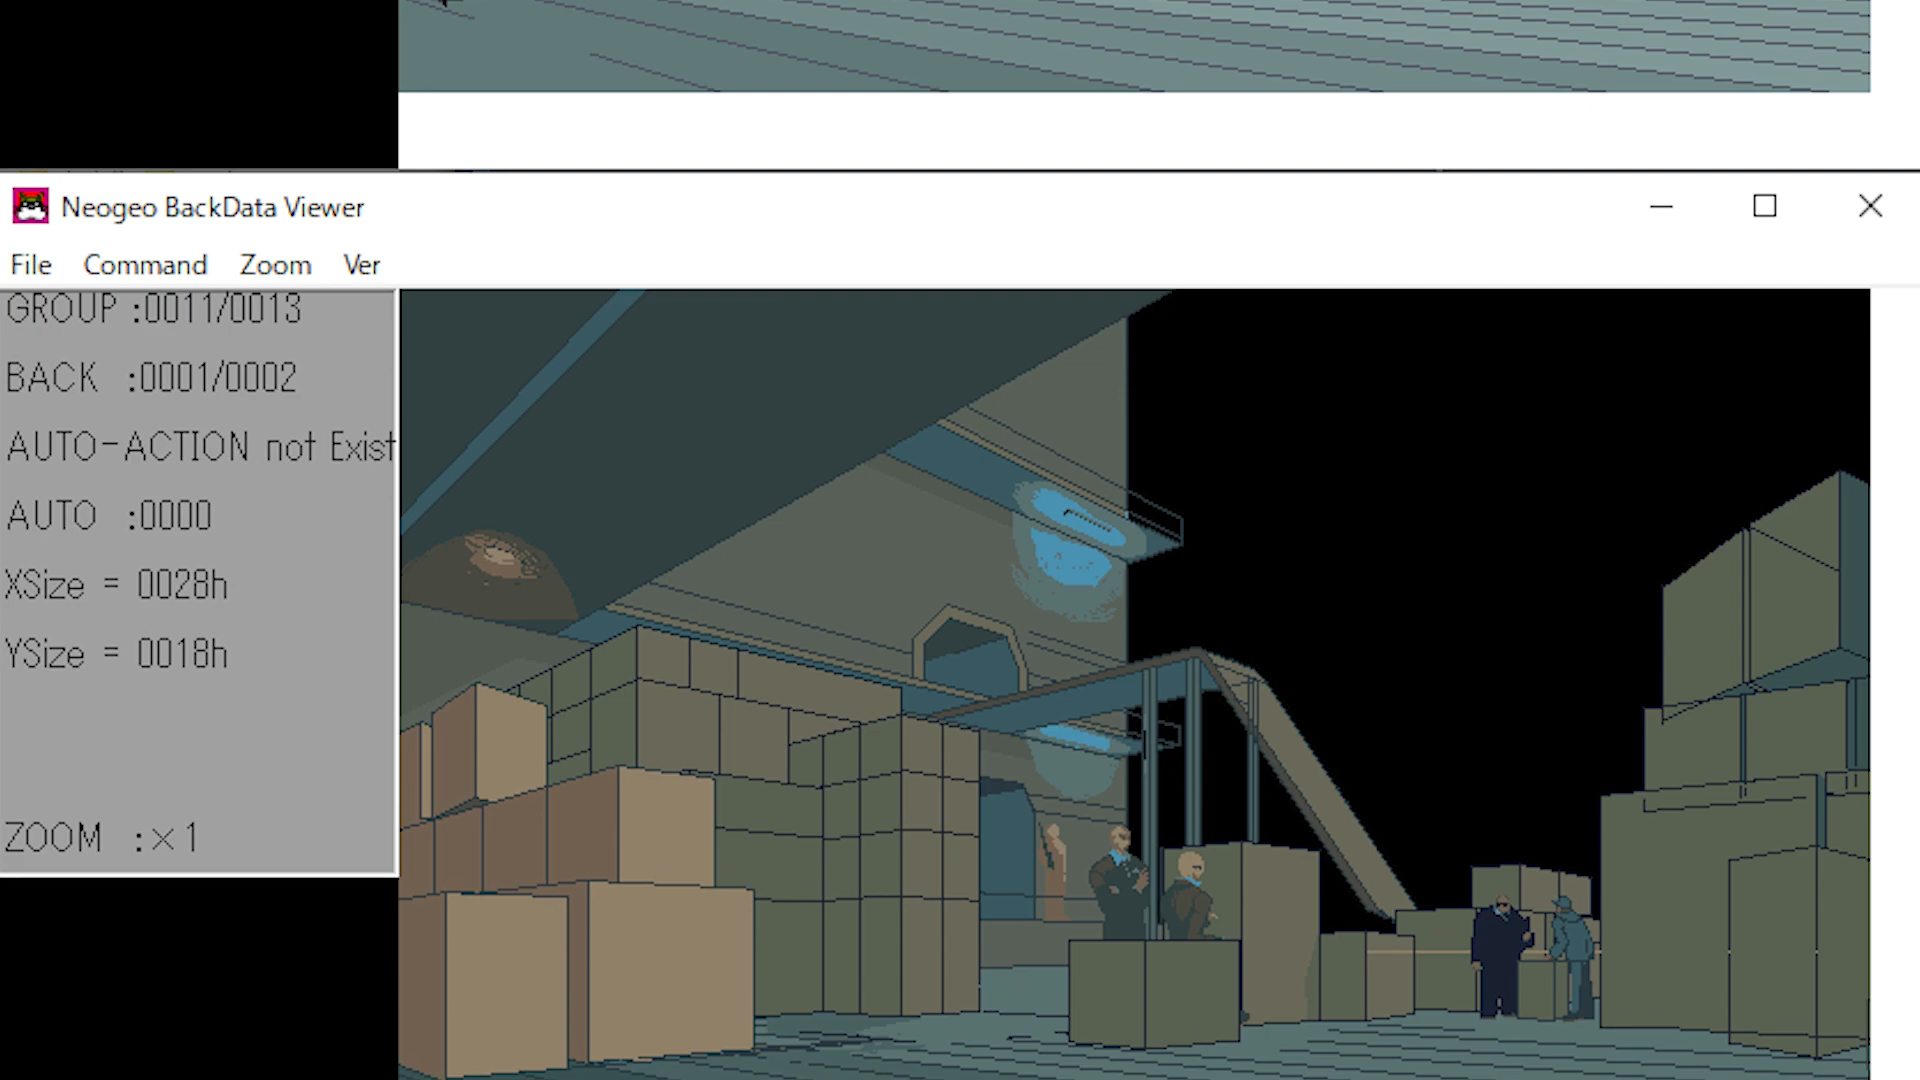 Neogeo BackData Viewer
File Command Zoom Ver
GROUP :0011/0013
BACK :0001/0002
AUTO-ACTION not Exist
AUTO :0000
XSize = 0028h
YSize = 0018h
ZOOM :×1